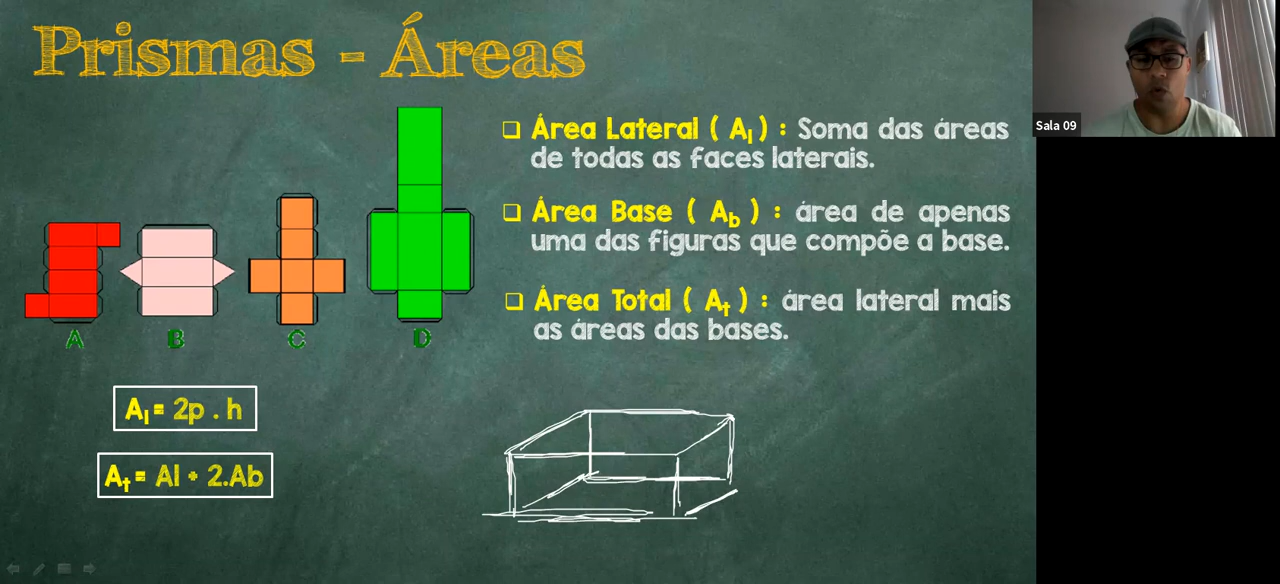 Prismas - Áreas
Sala 09
❑ Área Lateral ( Al ) : Soma das áreas
de todas as faces laterais.
❑ Área Base ( Ab ) : área de apenas
uma das figuras que compõe a base.
❑ Área Total ( At ) : área lateral mais
as áreas das bases.
A B C D
Al = 2p . h
At = Al + 2.Ab